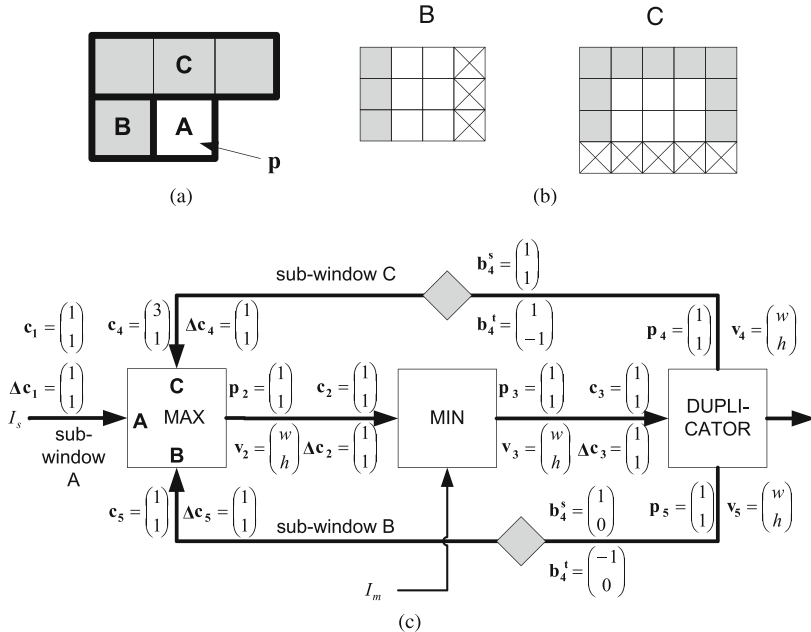 B
C
C
B
A
p
(a)
(b)
sub-window C
b₄ˢ = (1 1)
b₄ᵗ = (1 -1)
c₁ = (1 1)
c₄ = (3 1) Δc₄ = (1 1)
p₄ = (1 1) v₄ = (w h)
Δc₁ = (1 1)
C
p₂ = (1 1) c₂ = (1 1)
p₃ = (1 1) c₃ = (1 1)
Iₛ
A MAX
MIN
DUPLI-
CATOR
sub-
window
A
B
v₂ = (w h) Δc₂ = (1 1)
v₃ = (w h) Δc₃ = (1 1)
c₅ = (1 1) Δc₅ = (1 1)
sub-window B
b₄ˢ = (1 0)
p₅ = (1 1) v₅ = (w h)
b₄ᵗ = (-1 0)
Iₘ
(c)